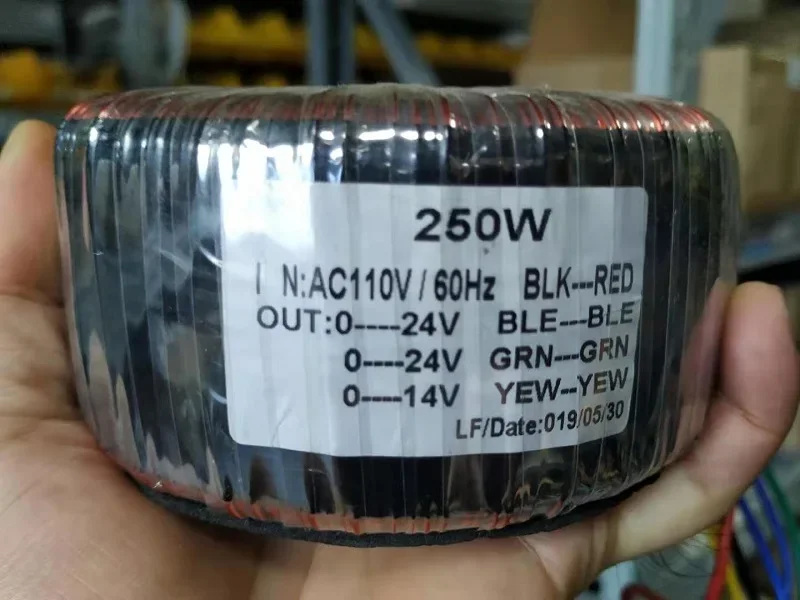 250W
I N:AC110V / 60Hz BLK---RED
OUT:0----24V BLE---BLE
0----24V GRN---GRN
0----14V YEW--YEW
LF/Date:019/05/30